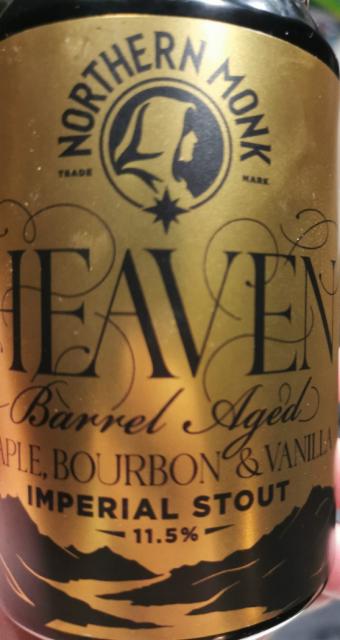 NORTHERN MONK
TRADE MARK
HEAVEN
Barrel Aged
APLE, BOURBON & VANILLA
IMPERIAL STOUT
11.5%